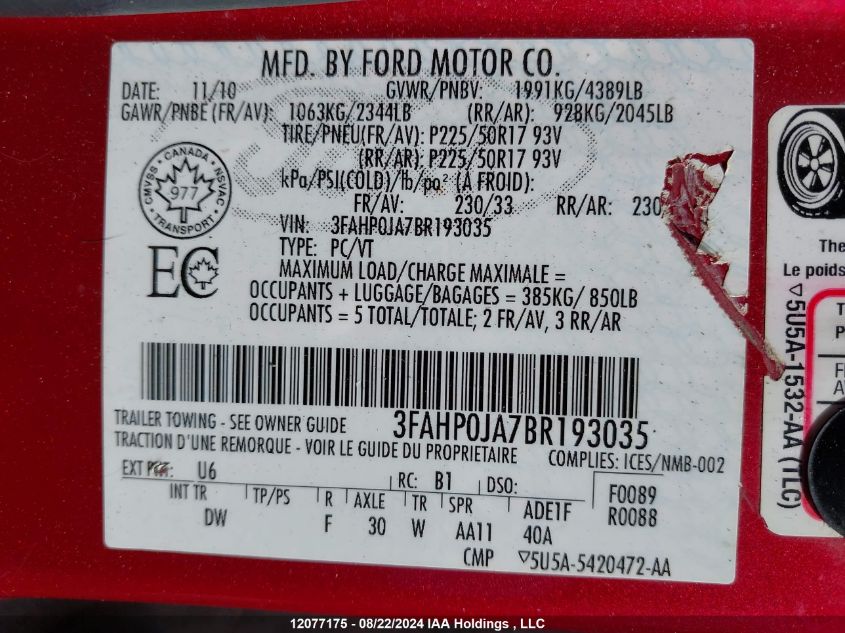 MFD. BY FORD MOTOR CO.
DATE: 11/10 GVWR/PNBV: 1991KG/4389LB
GAWR/PNBE (FR/AV): 1063KG/2344LB (RR/AR): 928KG/2045LB
TIRE/PNEU(FR/AV): P225/50R17 93V
(RR/AR): P225/50R17 93V
kPa/PSI(COLD)/lb/po² (A FROID):
FR/AV: 230/33 RR/AR: 230
VIN: 3FAHP0JA7BR193035
TYPE: PC/VT
MAXIMUM LOAD/CHARGE MAXIMALE =
OCCUPANTS + LUGGAGE/BAGAGES = 385KG/ 850LB
OCCUPANTS = 5 TOTAL/TOTALE; 2 FR/AV, 3 RR/AR
CANADA
CMVSS 977 NSVAC
TRANSPORT
EC
TRAILER TOWING - SEE OWNER GUIDE 3FAHP0JA7BR193035
TRACTION D'UNE REMORQUE - VOIR LE GUIDE DU PROPRIETAIRE COMPLIES: ICES/NMB-002
EXT : U6 RC: B1 DSO: F0089
INT TR TP/PS R AXLE TR SPR ADE1F R0088
DW F 30 W AA11 40A
CMP ▽5U5A-5420472-AA
The
Le poids
▽5U5A-1532-AA (TLC)
12077175 - 08/22/2024 IAA Holdings , LLC